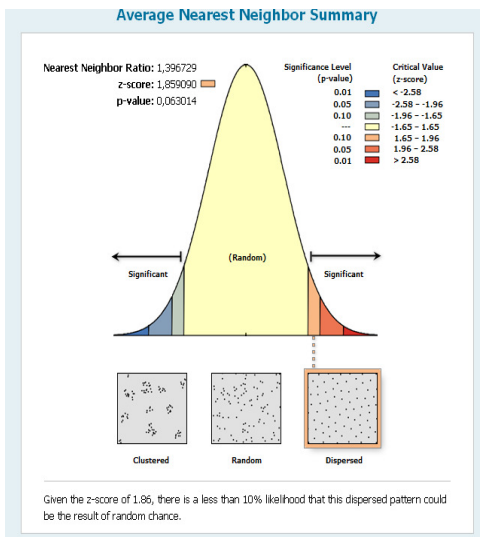 Average Nearest Neighbor Summary
Nearest Neighbor Ratio: 1,396729
z-score: 1,859090
p-value: 0,063014
Significance Level
(p-value)
Critical Value
(z-score)
0.01 < -2.58
0.05 -2.58 – -1.96
0.10 -1.96 – -1.65
--- -1.65 – 1.65
0.10 1.65 – 1.96
0.05 1.96 – 2.58
0.01 > 2.58
(Random)
Significant
Significant
Clustered
Random
Dispersed
Given the z-score of 1.86, there is a less than 10% likelihood that this dispersed pattern could
be the result of random chance.